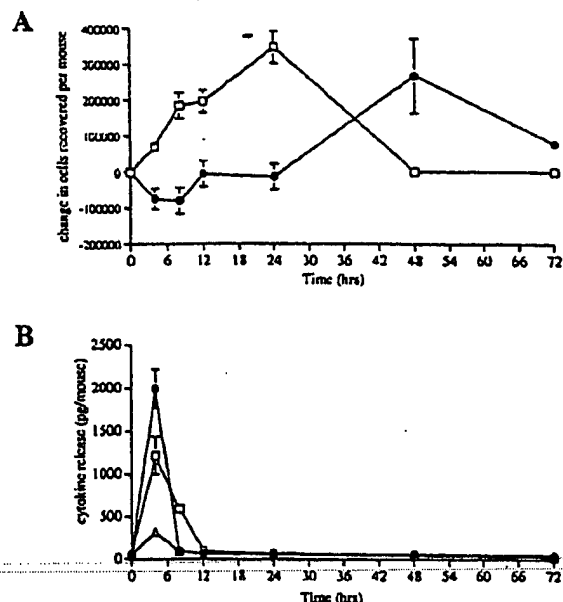 A
change in cells recovered per mouse
400000
300000
200000
100000
0
-100000
-200000
0 6 12 18 24 30 36 42 48 54 60 66 72
Time (hrs)
B
cytokine release (pg/mouse)
2500
2000
1500
1000
500
0
0 6 12 18 24 30 36 42 48 54 60 66 72
Time (hrs)